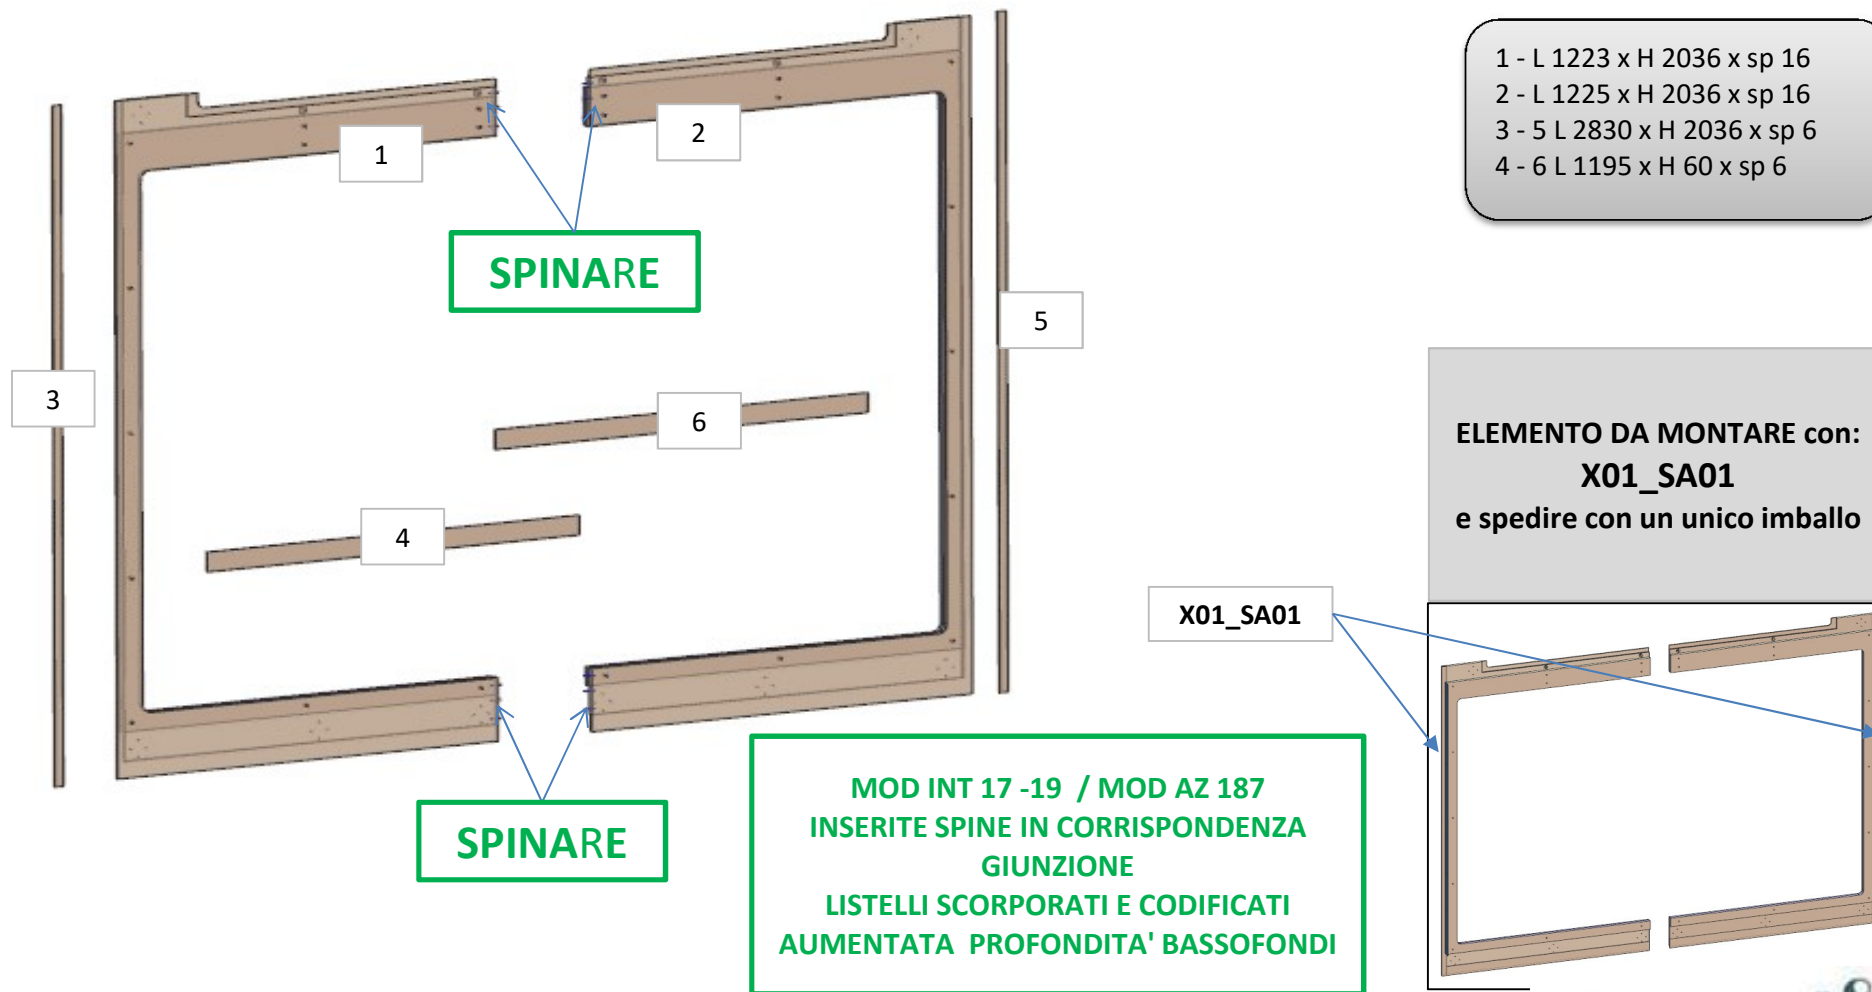 1 - L 1223 x H 2036 x sp 16
2 - L 1225 x H 2036 x sp 16
3 - 5 L 2830 x H 2036 x sp 6
4 - 6 L 1195 x H 60 x sp 6
1
2
SPINARE
3
5
6
4
ELEMENTO DA MONTARE con:
X01_SA01
e spedire con un unico imballo
X01_SA01
SPINARE
MOD INT 17 -19 / MOD AZ 187
INSERITE SPINE IN CORRISPONDENZA
GIUNZIONE
LISTELLI SCORPORATI E CODIFICATI
AUMENTATA PROFONDITA' BASSOFONDI